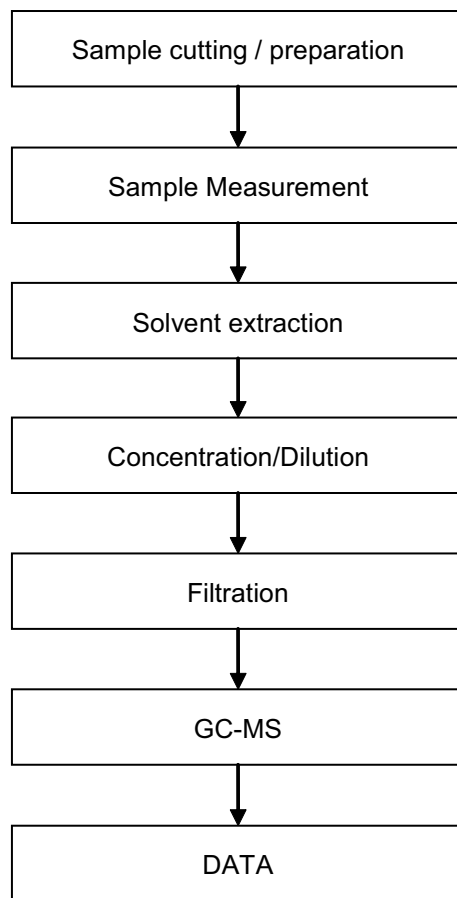 Sample cutting / preparation
Sample Measurement
Solvent extraction
Concentration/Dilution
Filtration
GC-MS
DATA